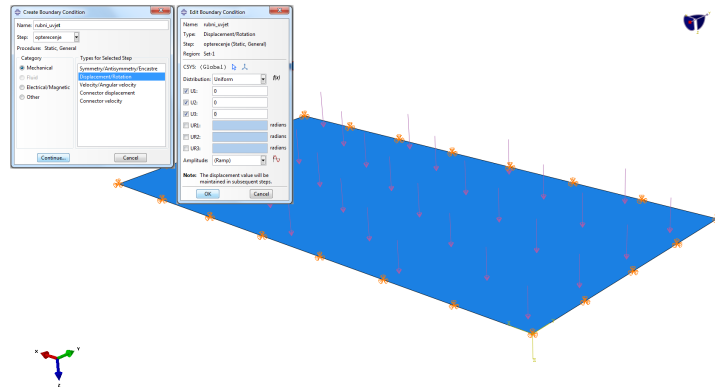 Create Boundary Condition
Name: rubni_uvjet
Step: opterecenje
Procedure: Static, General
Category
Mechanical
Fluid
Electrical/Magnetic
Other
Types for Selected Step
Symmetry/Antisymmetry/Encastre
Displacement/Rotation
Velocity/Angular velocity
Connector displacement
Connector velocity
Continue...
Cancel
Edit Boundary Condition
Name: rubni_uvjet
Type: Displacement/Rotation
Step: opterecenje (Static, General)
Region: Set-1
CSYS: (Global)
Distribution: Uniform f(x)
U1: 0
U2: 0
U3: 0
UR1: radians
UR2: radians
UR3: radians
Amplitude: (Ramp)
Note: The displacement value will be
maintained in subsequent steps.
OK
Cancel
X
Y
Z